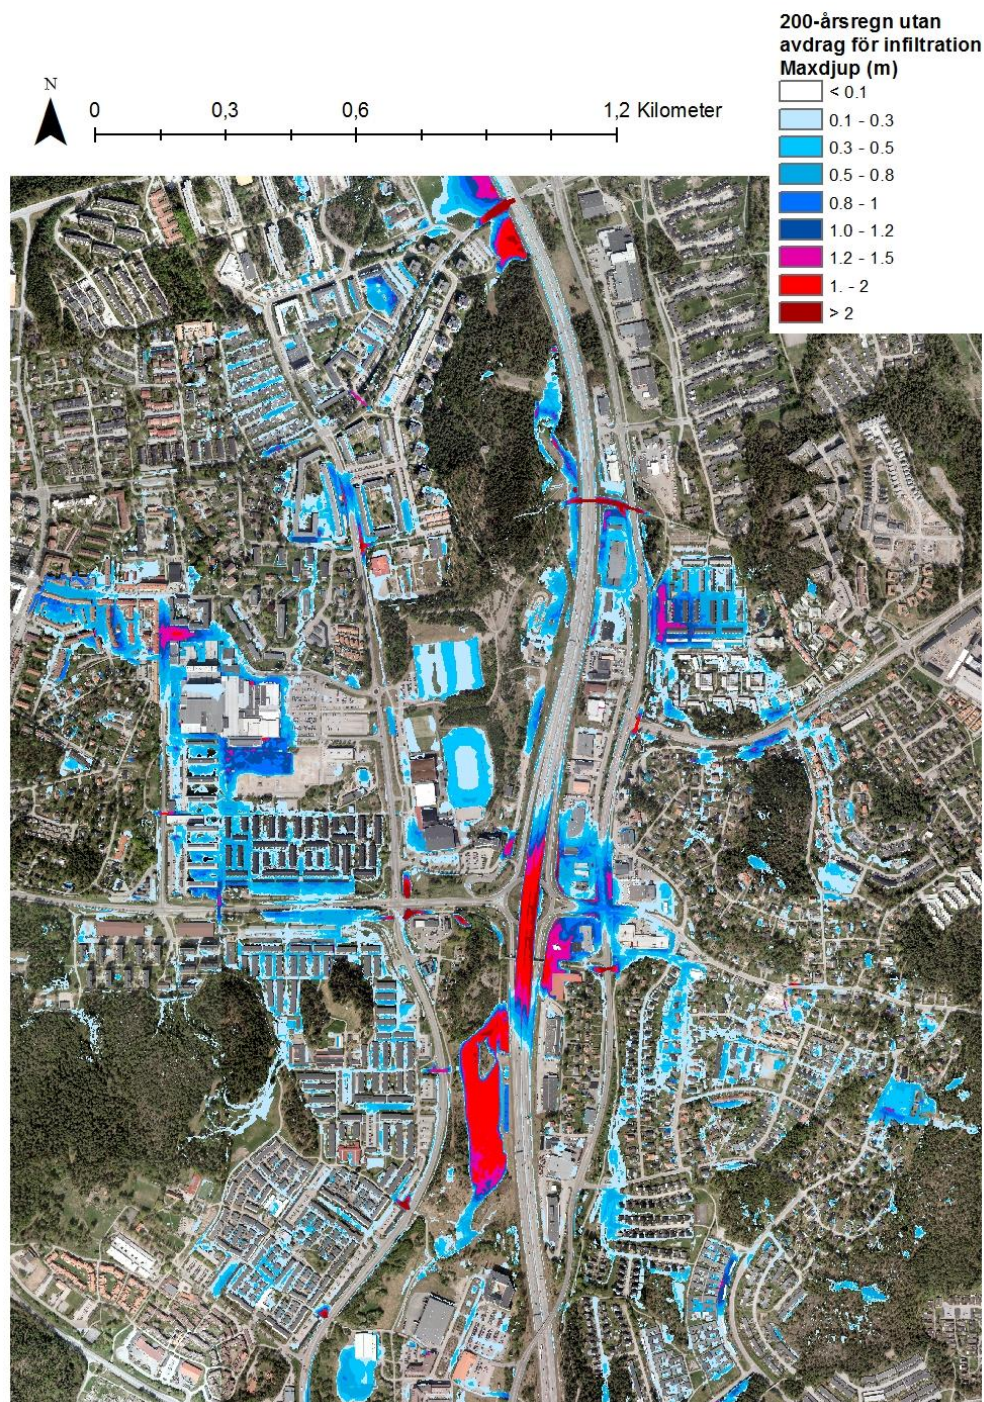 200-årsregn utan
avdrag för infiltration
Maxdjup (m)
< 0.1
0.1 - 0.3
0.3 - 0.5
0.5 - 0.8
0.8 - 1
1.0 - 1.2
1.2 - 1.5
1. - 2
> 2
N
0 0,3 0,6 1,2 Kilometer